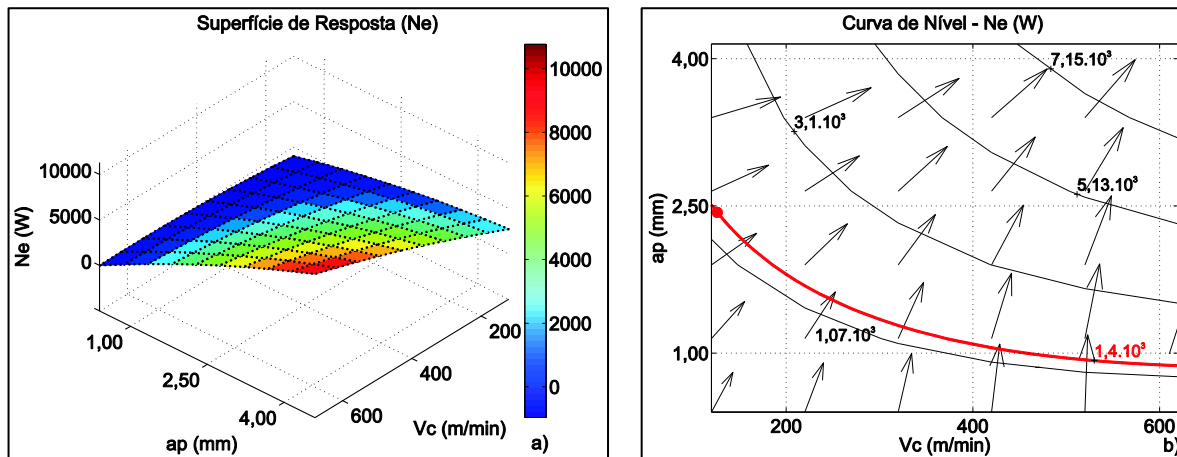 Superfície de Resposta (Ne)
Ne (W)
10000
5000
0
1,00
2,50
4,00
ap (mm)
200
400
600
Vc (m/min)
10000
8000
6000
4000
2000
0
a)
Curva de Nível - Ne (W)
ap (mm)
4,00
2,50
1,00
7,15.10³
3,1.10³
5,13.10³
1,07.10³
1,4.10³
200
400
600
Vc (m/min)
b)